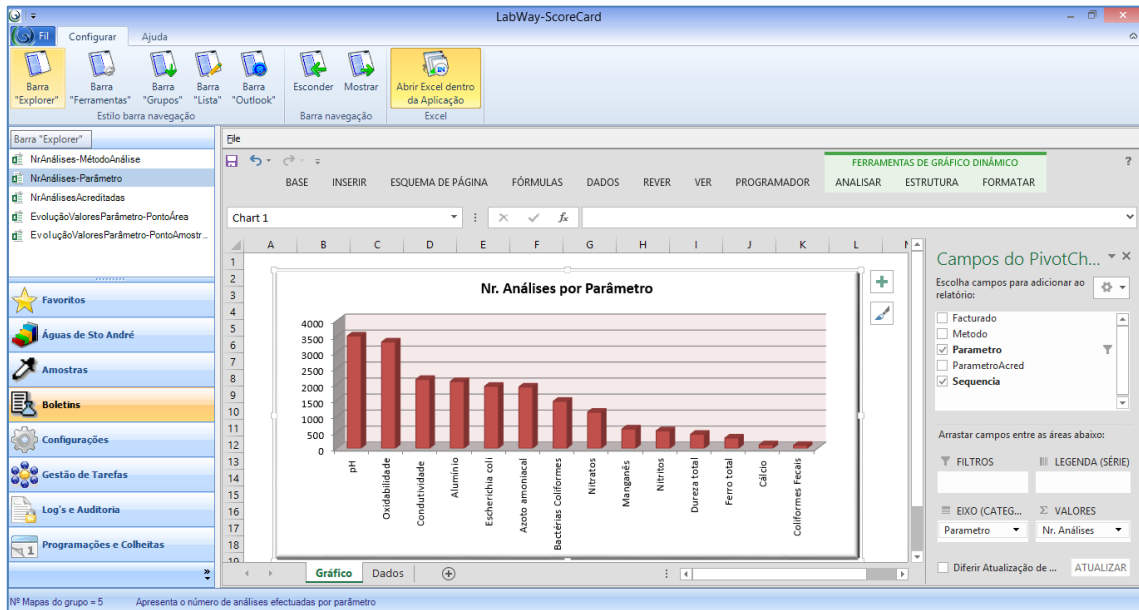 LabWay-ScoreCard
Fil Configurar Ajuda
Barra "Explorer"
Barra "Ferramentas"
Barra "Grupos"
Barra "Lista"
Barra "Outlook"
Esconder
Mostrar
Abrir Excel dentro da Aplicação
Estilo barra navegação
Barra navegação
Excel
Barra "Explorer"
NrAnálises-MétodoAnálise
NrAnálises-Parâmetro
NrAnálisesAcreditadas
EvoluçãoValoresParâmetro-PontoÁrea
EvoluçãoValoresParâmetro-PontoAmostr...
Favoritos
Águas de Sto André
Amostras
Boletins
Configurações
Gestão de Tarefas
Log's e Auditoria
Programações e Colheitas
File
FERRAMENTAS DE GRÁFICO DINÂMICO
?
BASE INSERIR ESQUEMA DE PÁGINA FÓRMULAS DADOS REVER VER PROGRAMADOR ANALISAR ESTRUTURA FORMATAR
Chart 1
fx
A B C D E F G H I J K L
1
2
3
4
5
6
7
8
9
10
11
12
13
14
15
16
17
18
Nr. Análises por Parâmetro
4000
3500
3000
2500
2000
1500
1000
500
0
pH
Oxidabilidade
Condutividade
Alumínio
Escherichia coli
Azoto amoniacal
Bactérias Coliformes
Nitratos
Manganês
Nitritos
Dureza total
Ferro total
Cálcio
Coliformes Fecais
Gráfico Dados
Campos do PivotCh...
Escolha campos para adicionar ao
relatório:
Facturado
Metodo
Parametro
ParametroAcred
Sequencia
Arrastar campos entre as áreas abaixo:
FILTROS
LEGENDA (SÉRIE)
EIXO (CATEG...
Σ VALORES
Parametro
Nr. Análises
Diferir Atualização de ...
ATUALIZAR
Nº Mapas do grupo = 5 Apresenta o número de análises efectuadas por parâmetro